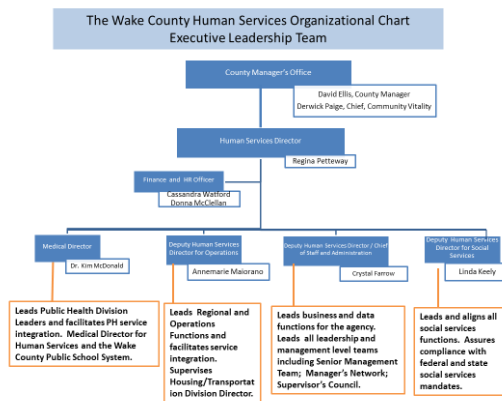 The Wake County Human Services Organizational Chart
Executive Leadership Team
County Manager's Office
David Ellis, County Manager
Derwick Paige, Chief, Community Vitality
Human Services Director
Regina Petteway
Finance and HR Officer
Cassandra Watford
Donna McClellan
Medical Director
Dr. Kim McDonald
Leads Public Health Division
Leaders and facilitates PH service
integration. Medical Director for
Human Services and the Wake
County Public School System.
Deputy Human Services
Director for Operations
Annemarie Maiorano
Leads Regional and
Operations
Functions and
facilitates service
integration.
Supervises
Housing/Transportat
ion Division Director.
Deputy Human Services Director / Chief
of Staff and Administration
Crystal Farrow
Leads business and data
functions for the agency.
Leads all leadership and
management level teams
including Senior Management
Team; Manager's Network;
Supervisor's Council.
Deputy Human Services
Director for Social
Services
Linda Keely
Leads and aligns all
social services
functions. Assures
compliance with
federal and state
social services
mandates.